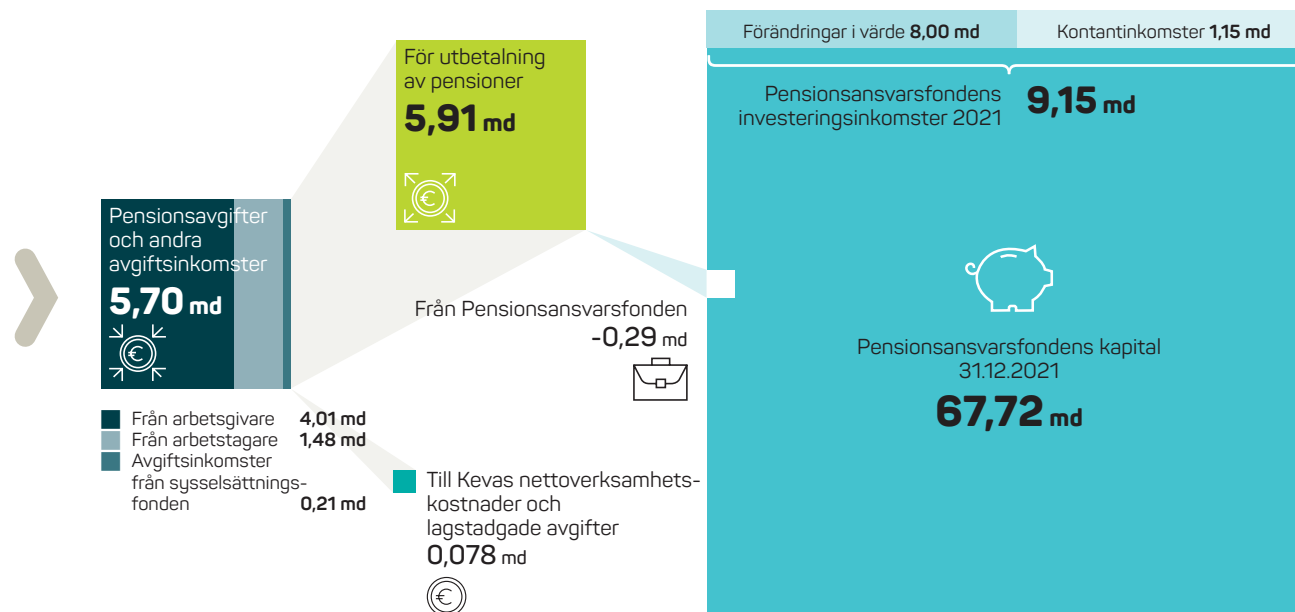 Pensionsavgifter
och andra
avgiftsinkomster
5,70 md
€
Från arbetsgivare 4,01 md
Från arbetstagare 1,48 md
Avgiftsinkomster
från sysselsättnings-
fonden 0,21 md
För utbetalning
av pensioner
5,91 md
€
Från Pensionsansvarsfonden
-0,29 md
Till Kevas nettoverksamhets-
kostnader och
lagstadgade avgifter
0,078 md
€
Förändringar i värde 8,00 md
Kontantinkomster 1,15 md
Pensionsansvarsfondens
investeringsinkomster 2021
9,15 md
Pensionsansvarsfondens kapital
31.12.2021
67,72 md